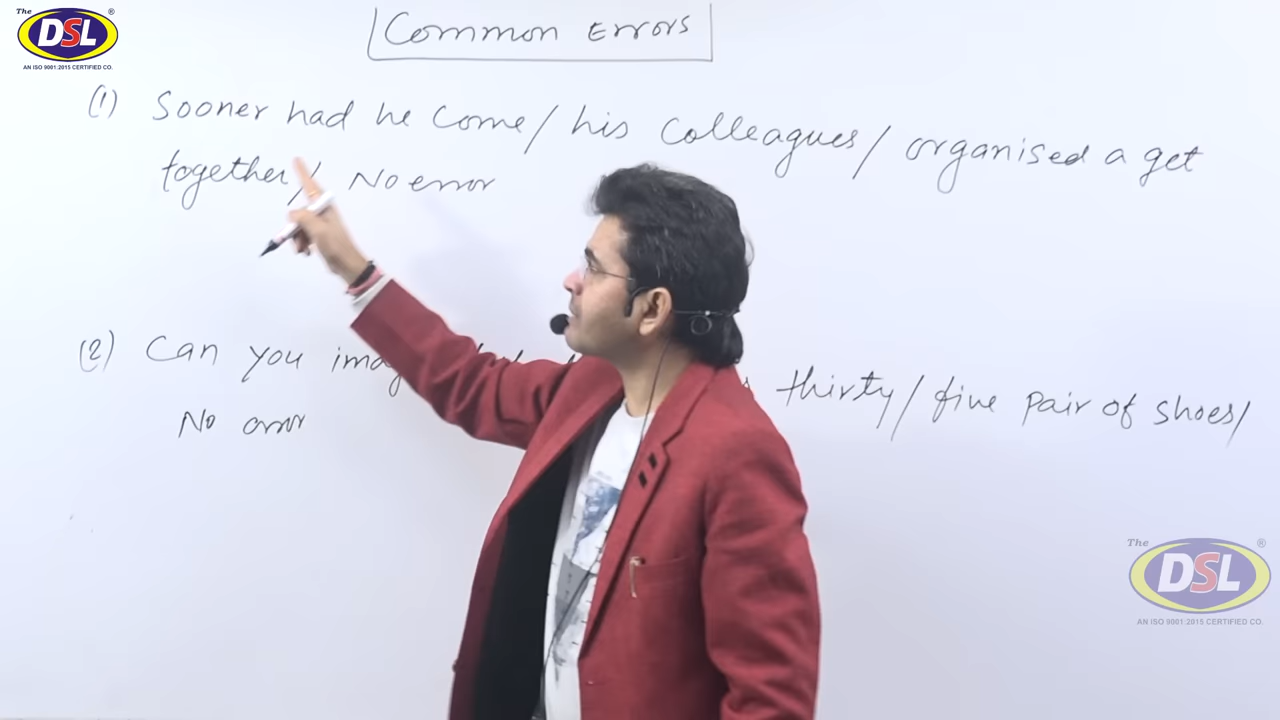 The DSL ®
AN ISO 9001:2015 CERTIFIED CO.
Common Errors
(1) Sooner had he come/ his colleagues/ organised a get
together/ No error
(2) Can you thirty/ five pair of shoes/
No error
The DSL ®
AN ISO 9001:2015 CERTIFIED CO.